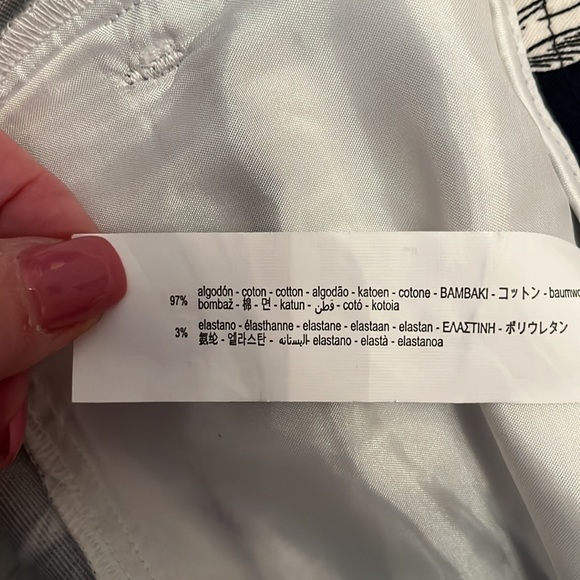 97% algodón - coton - cotton - algodão - katoen - cotone - BAMBAKI - コットン -
bombaž - 棉 - 면 - katun - قطن - cotó - kotoia
3% elastano - élasthanne - elastane - elastaan - elastan - ΕΛΑΣΤΙΝΗ - ポリウレタン
氨纶 - 엘라스탄 - elastano - elastà - elastanoa